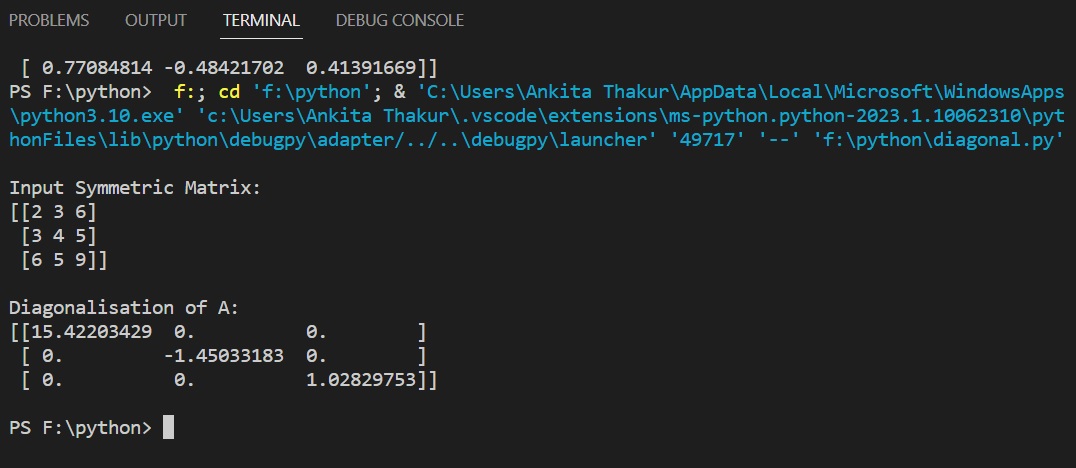 PROBLEMS OUTPUT TERMINAL DEBUG CONSOLE
[ 0.77084814 -0.48421702  0.41391669]]
PS F:\python>  f:; cd 'f:\python'; & 'C:\Users\Ankita Thakur\AppData\Local\Microsoft\WindowsApps
\python3.10.exe' 'c:\Users\Ankita Thakur\.vscode\extensions\ms-python.python-2023.1.10062310\pyt
honFiles\lib\python\debugpy\adapter/../..\debugpy\launcher' '49717' '--' 'f:\python\diagonal.py'
Input Symmetric Matrix:
[[2 3 6]
 [3 4 5]
 [6 5 9]]
Diagonalisation of A:
[[15.42203429  0.          0.        ]
 [ 0.         -1.45033183  0.        ]
 [ 0.          0.          1.02829753]]
PS F:\python>